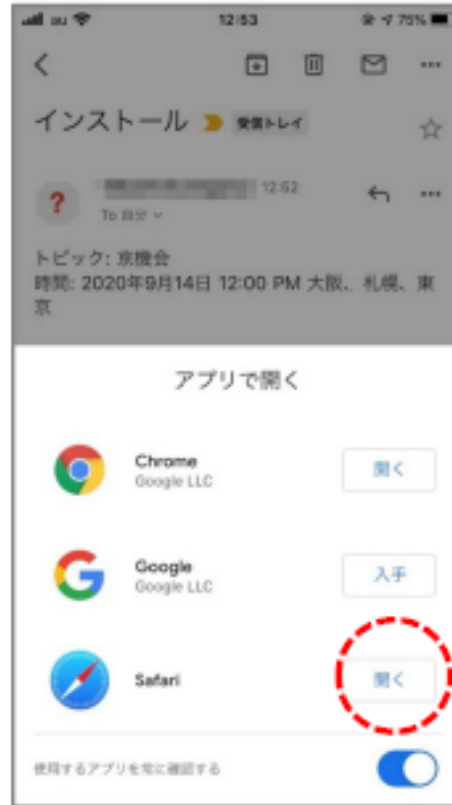 au 12:53 75%
インストール 受信トレイ
? 12:52
To 自分
トピック: 京機会
時間: 2020年9月14日 12:00 PM 大阪、札幌、東
京
アプリで開く
Chrome
Google LLC
開く
Google
Google LLC
入手
Safari
開く
使用するアプリを常に確認する